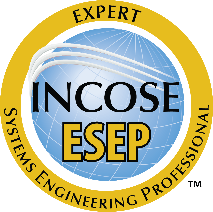 EXPERT
INCOSE
ESEP
SYSTEMS ENGINEERING PROFESSIONAL
TM